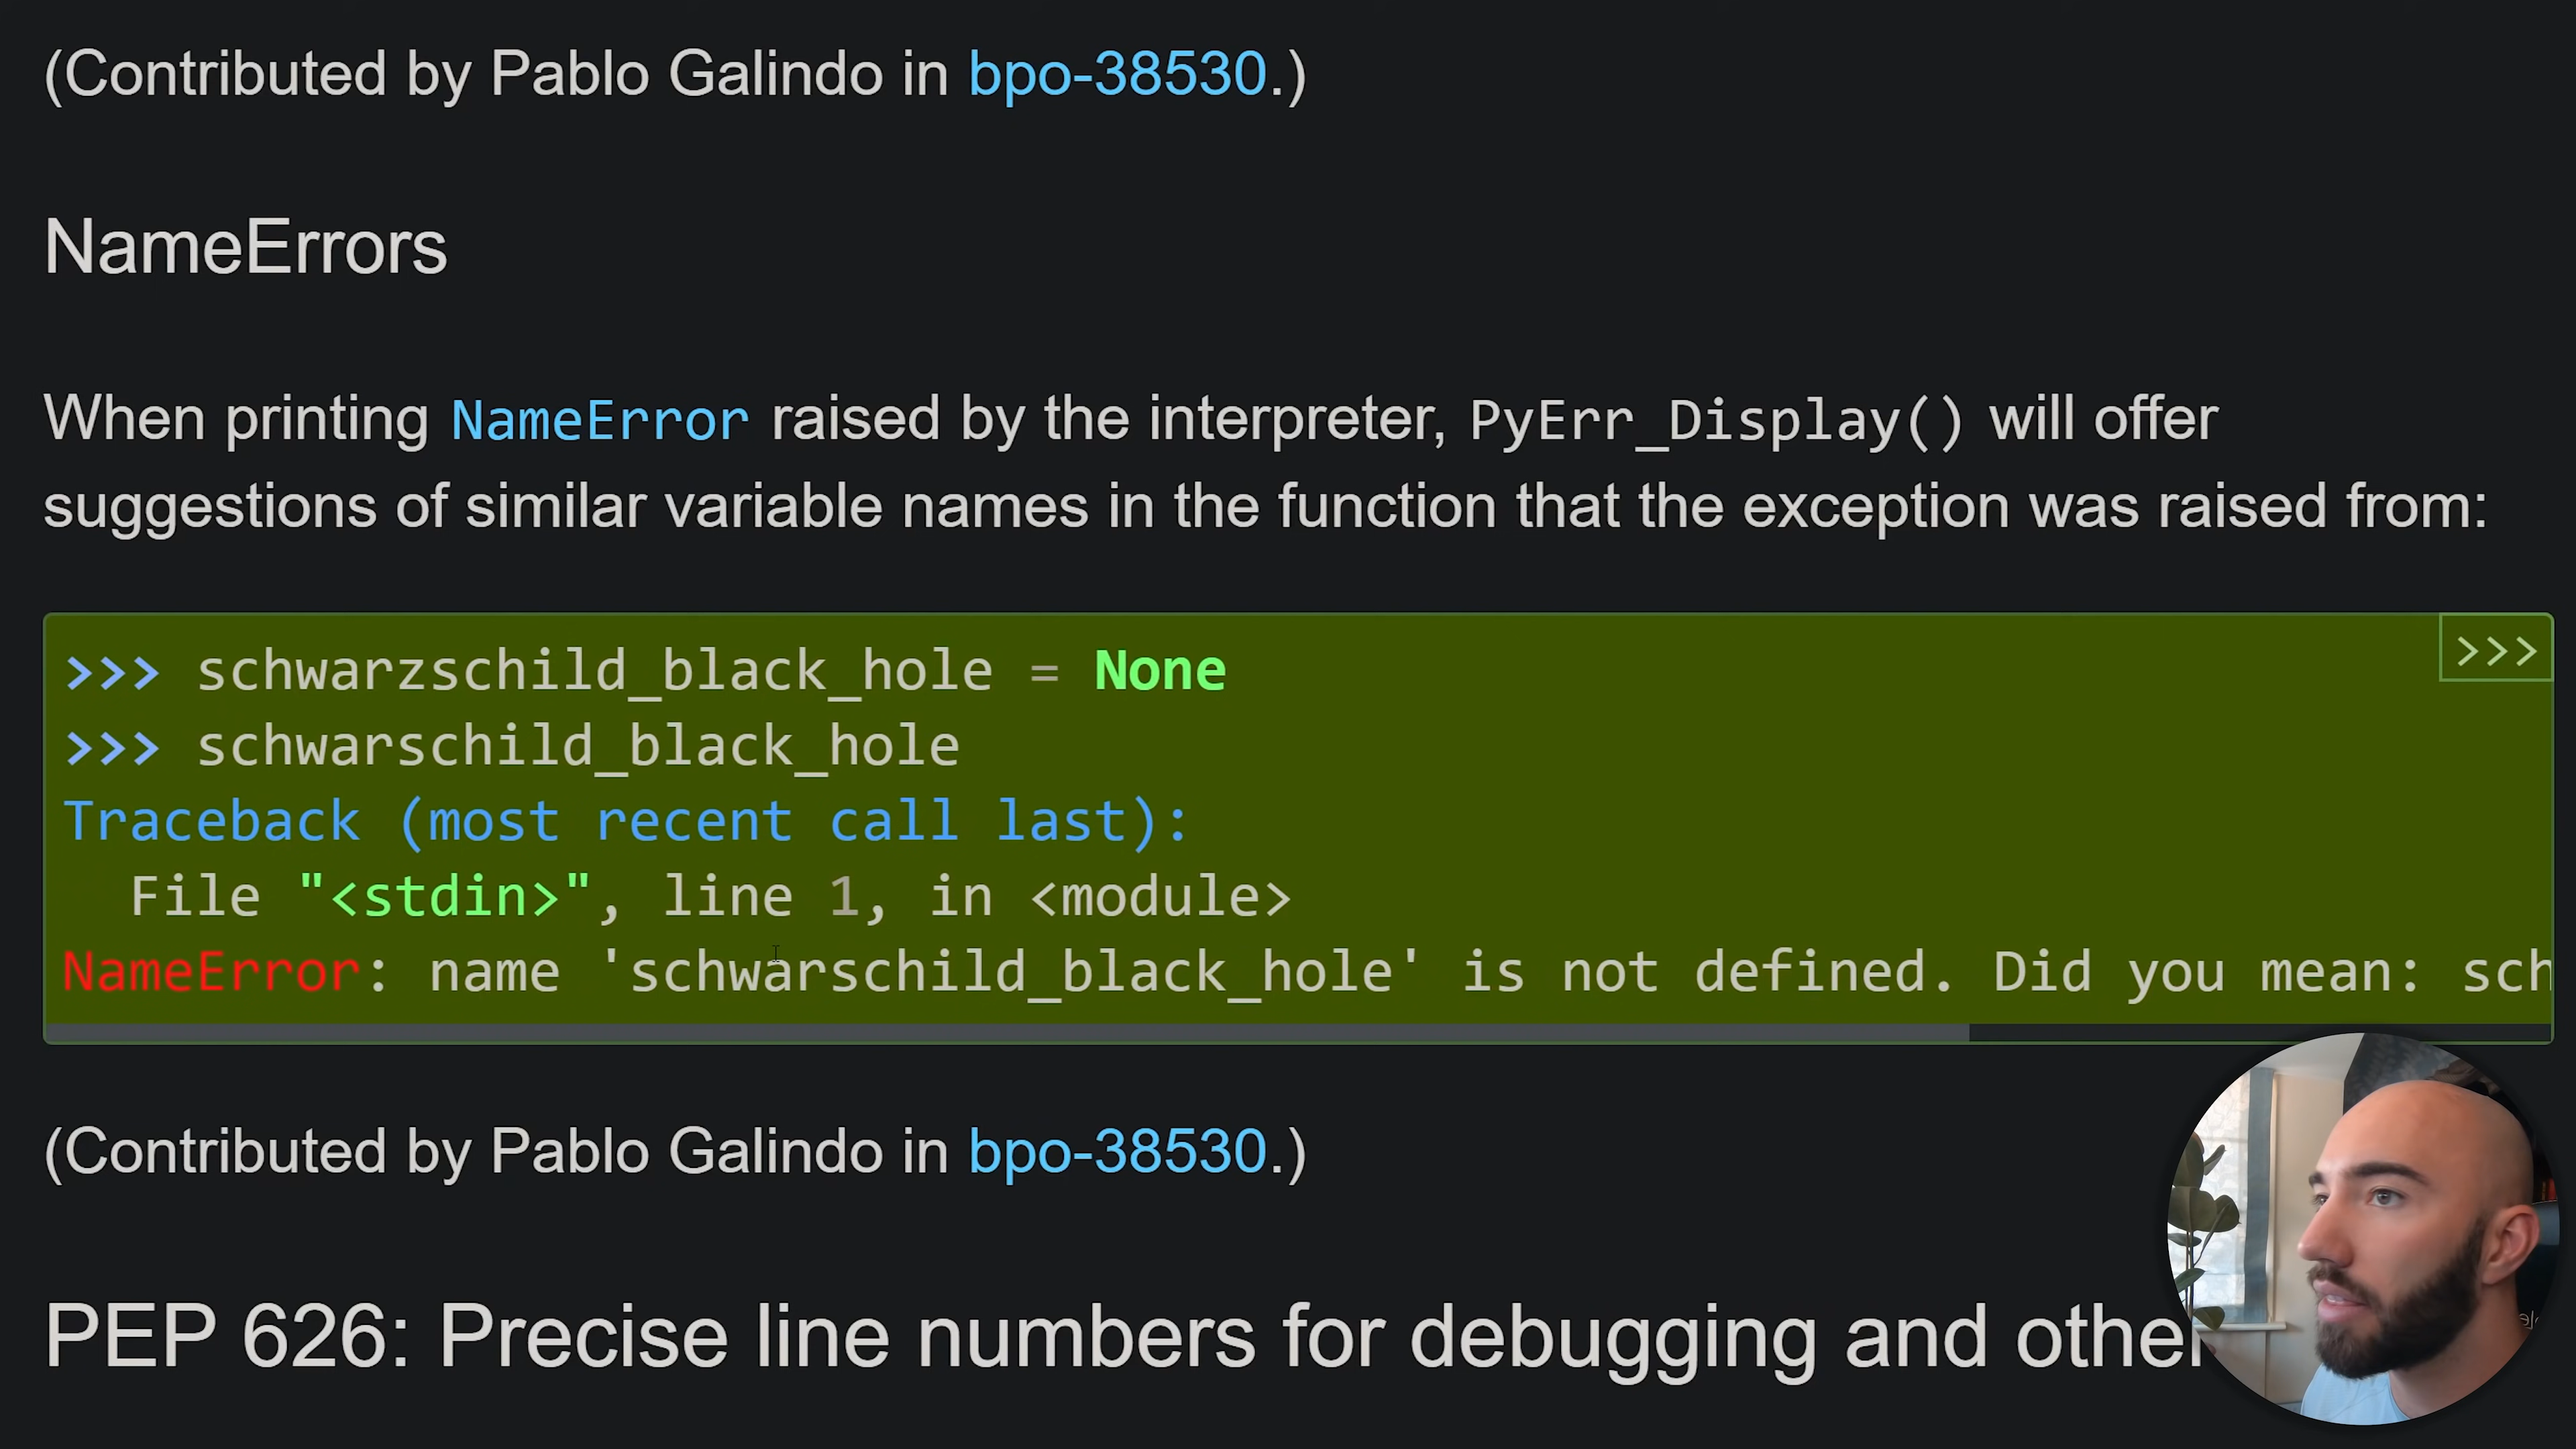 (Contributed by Pablo Galindo in bpo-38530.)
NameErrors
When printing NameError raised by the interpreter, PyErr_Display() will offer
suggestions of similar variable names in the function that the exception was raised from:
>>>
>>> schwarzschild_black_hole = None
>>> schwarschild_black_hole
Traceback (most recent call last):
  File "<stdin>", line 1, in <module>
NameError: name 'schwarschild_black_hole' is not defined. Did you mean: sch
(Contributed by Pablo Galindo in bpo-38530.)
PEP 626: Precise line numbers for debugging and other